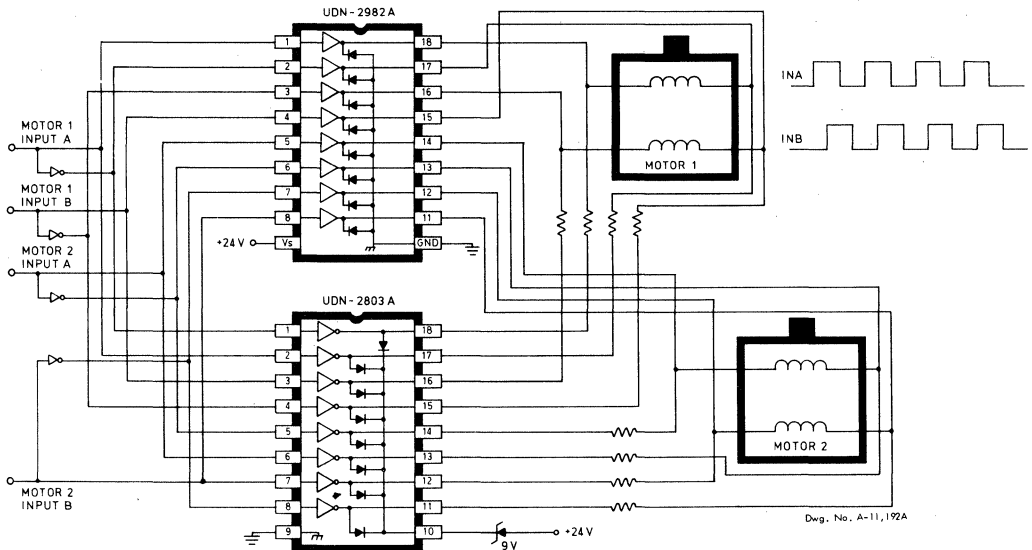 UDN-2982A
1
2
3
4
5
6
7
8
+24V
Vs
18
17
16
15
14
13
12
11
GND
MOTOR 1
INPUT A
MOTOR 1
INPUT B
MOTOR 2
INPUT A
MOTOR 2
INPUT B
MOTOR 1
INA
INB
UDN-2803A
1
2
3
4
5
6
7
8
9
18
17
16
15
14
13
12
11
10
9V
+24V
MOTOR 2
Dwg. No. A-11,192A